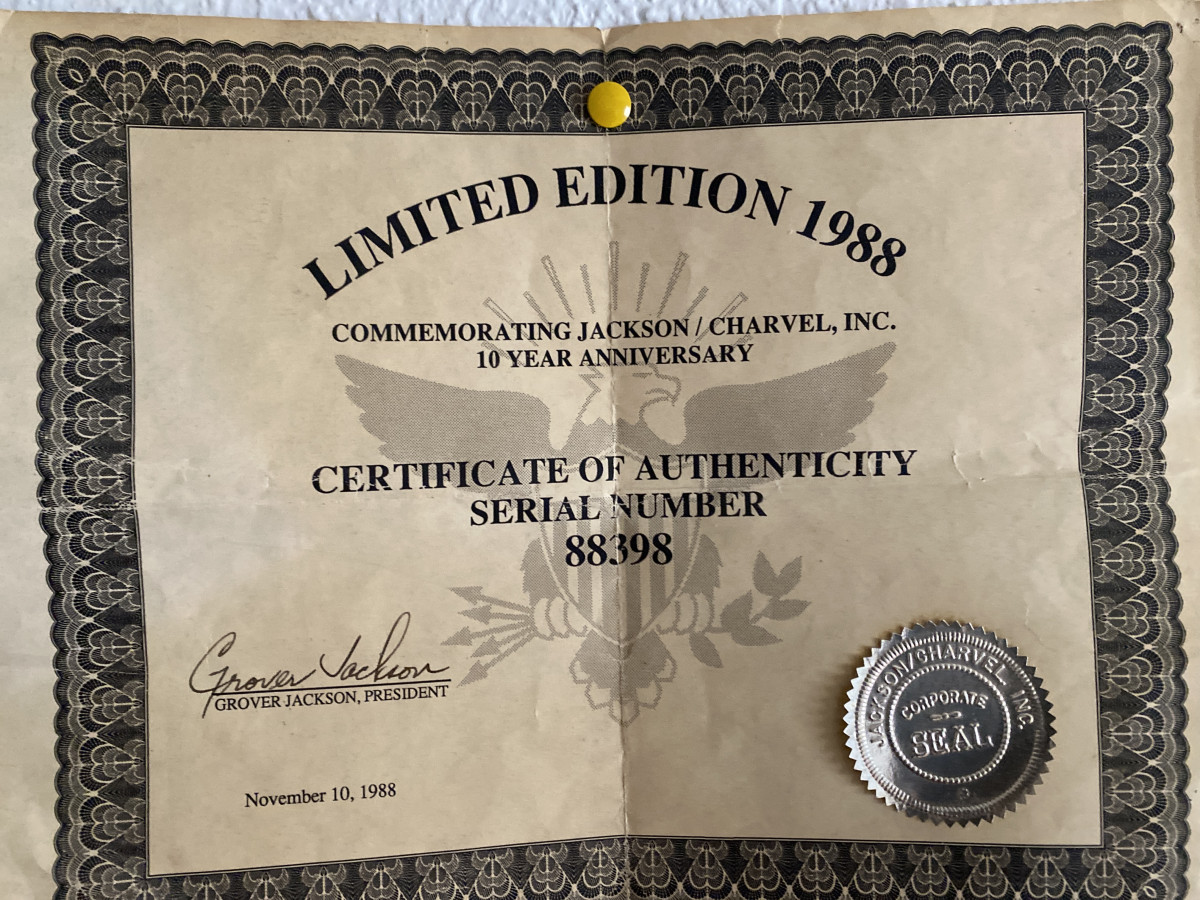 LIMITED EDITION 1988
COMMEMORATING JACKSON / CHARVEL, INC.
10 YEAR ANNIVERSARY
CERTIFICATE OF AUTHENTICITY
SERIAL NUMBER
88398
Grover Jackson
GROVER JACKSON, PRESIDENT
November 10, 1988
JACKSON/CHARVEL, INC.
CORPORATE
SEAL